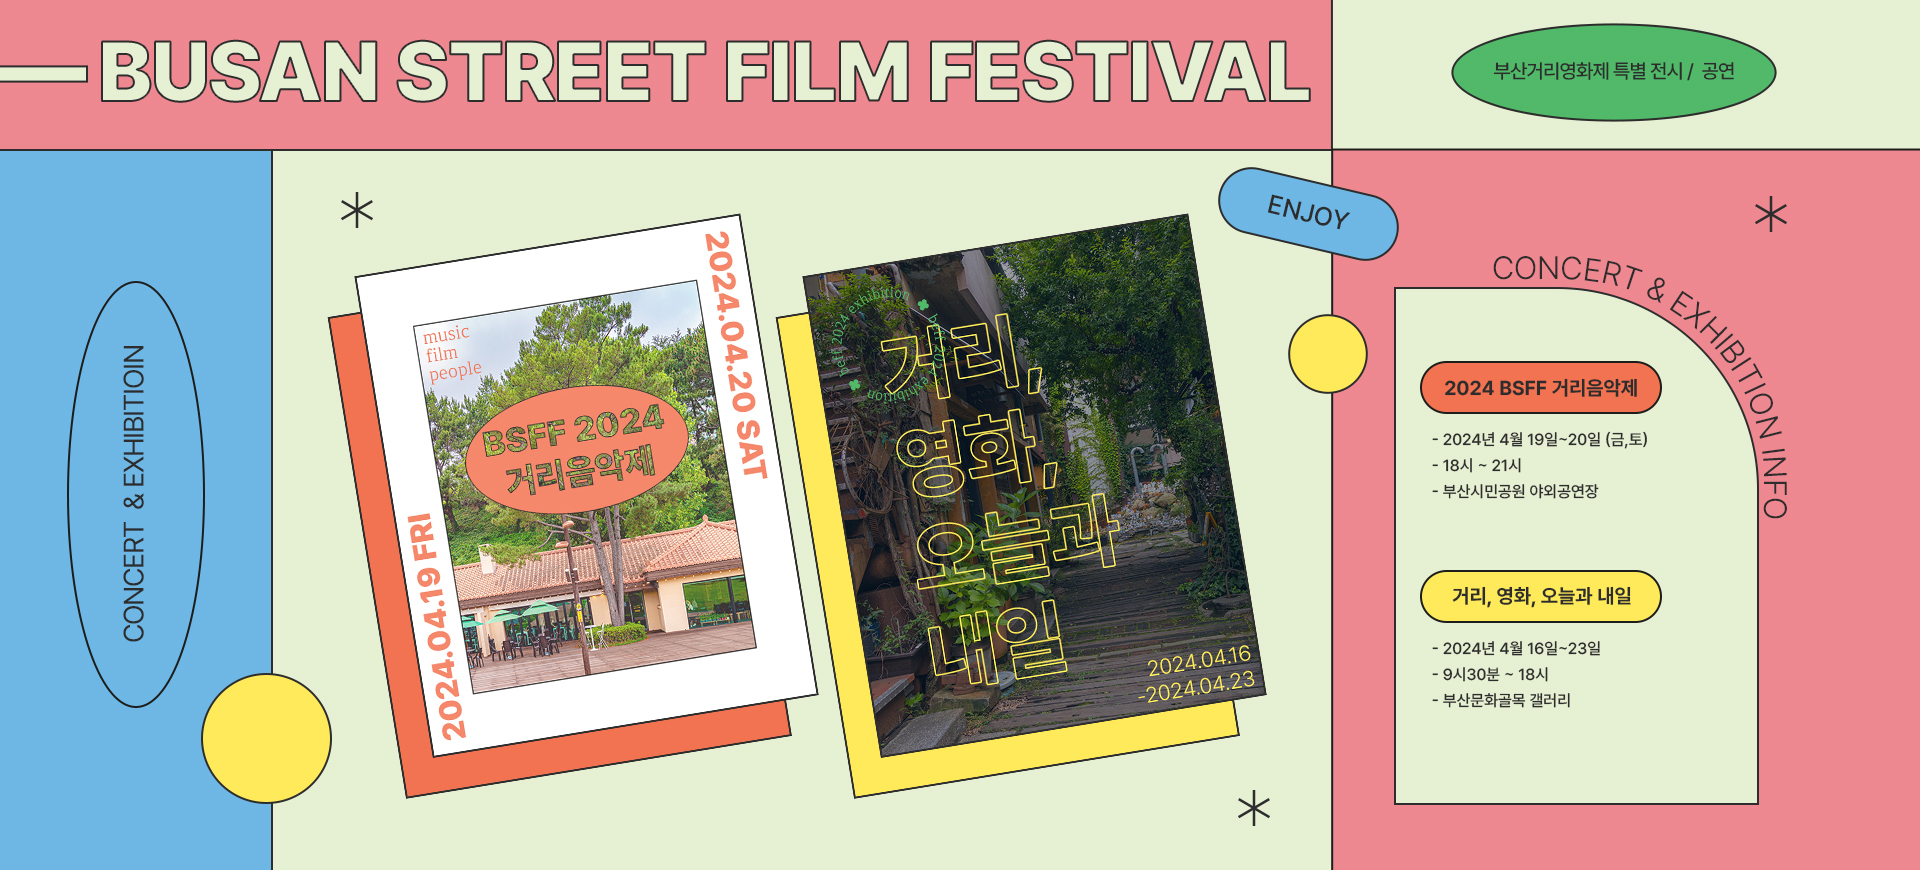 BUSAN STREET FILM FESTIVAL
부산거리영화제 특별 전시 / 공연
CONCERT & EXHIBITION
2024.04.19 FRI
2024.04.20 SAT
music
film
people
BSFF 2024
거리음악제
bsff 2024 exhibition
bsff 2024 exhibition
거리,
영화,
오늘과
내일
2024.04.16
-2024.04.23
ENJOY
CONCERT & EXHIBITION INFO
2024 BSFF 거리음악제
- 2024년 4월 19일~20일 (금,토)
- 18시 ~ 21시
- 부산시민공원 야외공연장
거리, 영화, 오늘과 내일
- 2024년 4월 16일~23일
- 9시30분 ~ 18시
- 부산문화골목 갤러리